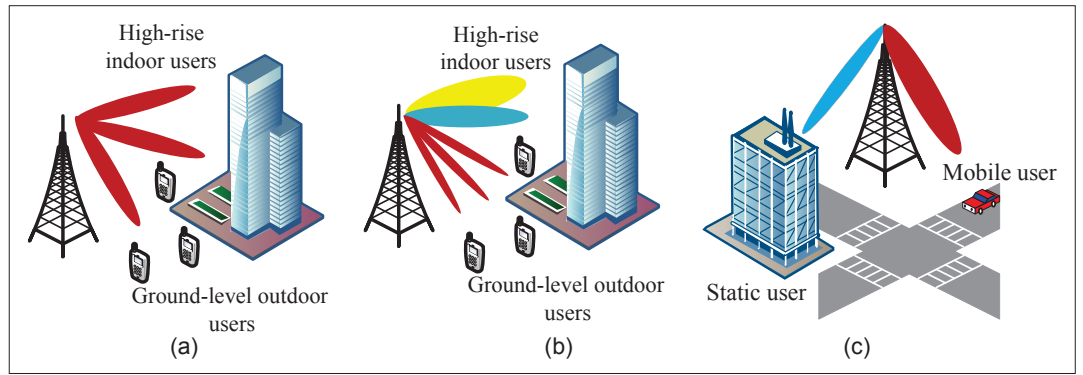 High-rise
indoor users
Ground-level outdoor
users
(a)
High-rise
indoor users
Ground-level outdoor
users
(b)
Mobile user
Static user
(c)